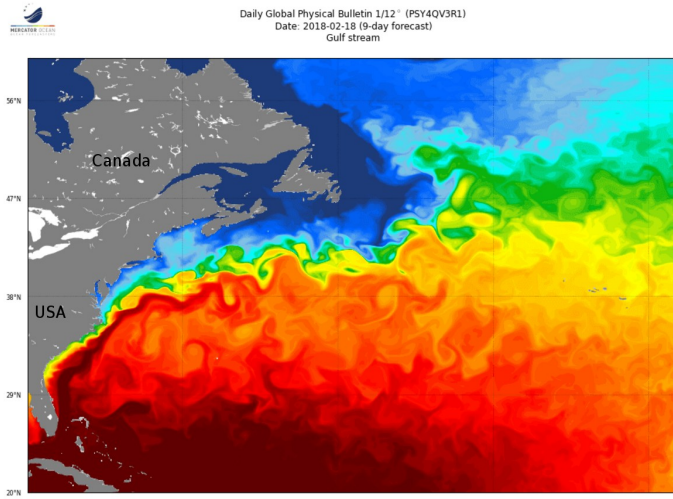 MERCATOR OCEAN
Daily Global Physical Bulletin 1/12° (PSY4QV3R1)
Date: 2018-02-18 (9-day forecast)
Gulf stream
56°N
Canada
47°N
38°N
USA
29°N
20°N